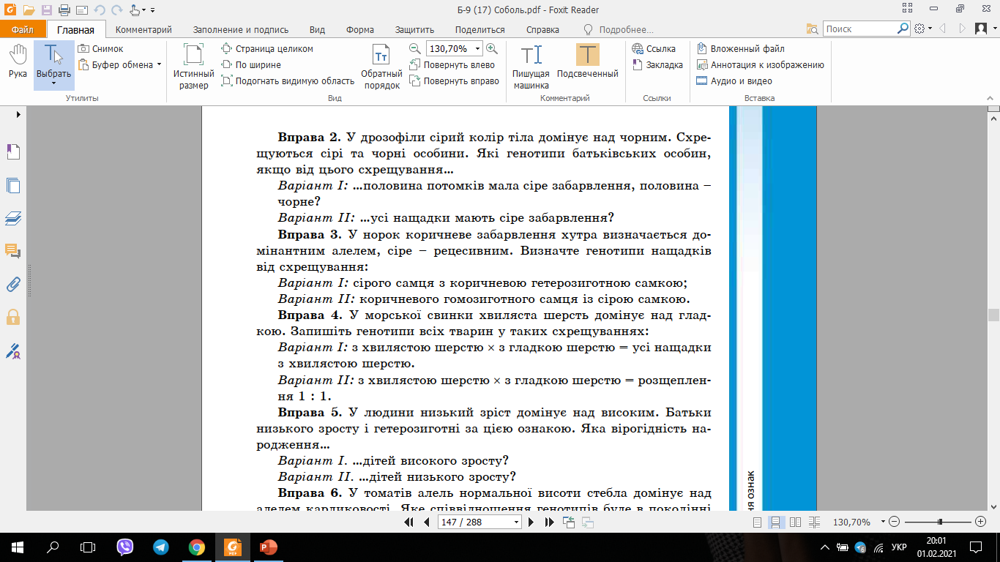 Б-9 (17) Соболь.pdf - Foxit Reader
Файл Главная Комментарий Заполнение и подпись Вид Форма Защитить Поделиться Справка Подробнее... Поиск
Рука
Выбрать
Снимок
Буфер обмена
Утилиты
Истинный размер
Страница целиком
По ширине
Подогнать видимую область
Обратный порядок
130,70%
Повернуть влево
Повернуть вправо
Вид
Пишущая машинка
Подсвеченный
Комментарий
Ссылка
Закладка
Ссылки
Вложенный файл
Аннотация к изображению
Аудио и видео
Вставка
Вправа 2. У дрозофіли сірий колір тіла домінує над чорним. Схре-
щуються сірі та чорні особини. Які генотипи батьківських особин,
якщо від цього схрещування...
Варіант І: ...половина потомків мала сіре забарвлення, половина –
чорне?
Варіант ІІ: ...усі нащадки мають сіре забарвлення?
Вправа 3. У норок коричневе забарвлення хутра визначається до-
мінантним алелем, сіре – рецесивним. Визначте генотипи нащадків
від схрещування:
Варіант І: сірого самця з коричневою гетерозиготною самкою;
Варіант ІІ: коричневого гомозиготного самця із сірою самкою.
Вправа 4. У морської свинки хвиляста шерсть домінує над глад-
кою. Запишіть генотипи всіх тварин у таких схрещуваннях:
Варіант І: з хвилястою шерстю × з гладкою шерстю = усі нащадки
з хвилястою шерстю.
Варіант ІІ: з хвилястою шерстю × з гладкою шерстю = розщеплен-
ня 1 : 1.
Вправа 5. У людини низький зріст домінує над високим. Батьки
низького зросту і гетерозиготні за цією ознакою. Яка вірогідність на-
родження...
Варіант І. ...дітей високого зросту?
Варіант ІІ. ...дітей низького зросту?
Вправа 6. У томатів алель нормальної висоти стебла домінує над
алелем карликовості. Яке співвідношення генотипів буде в поколінні
ня ознак
147 / 288
130,70%
УКР
20:01
01.02.2021